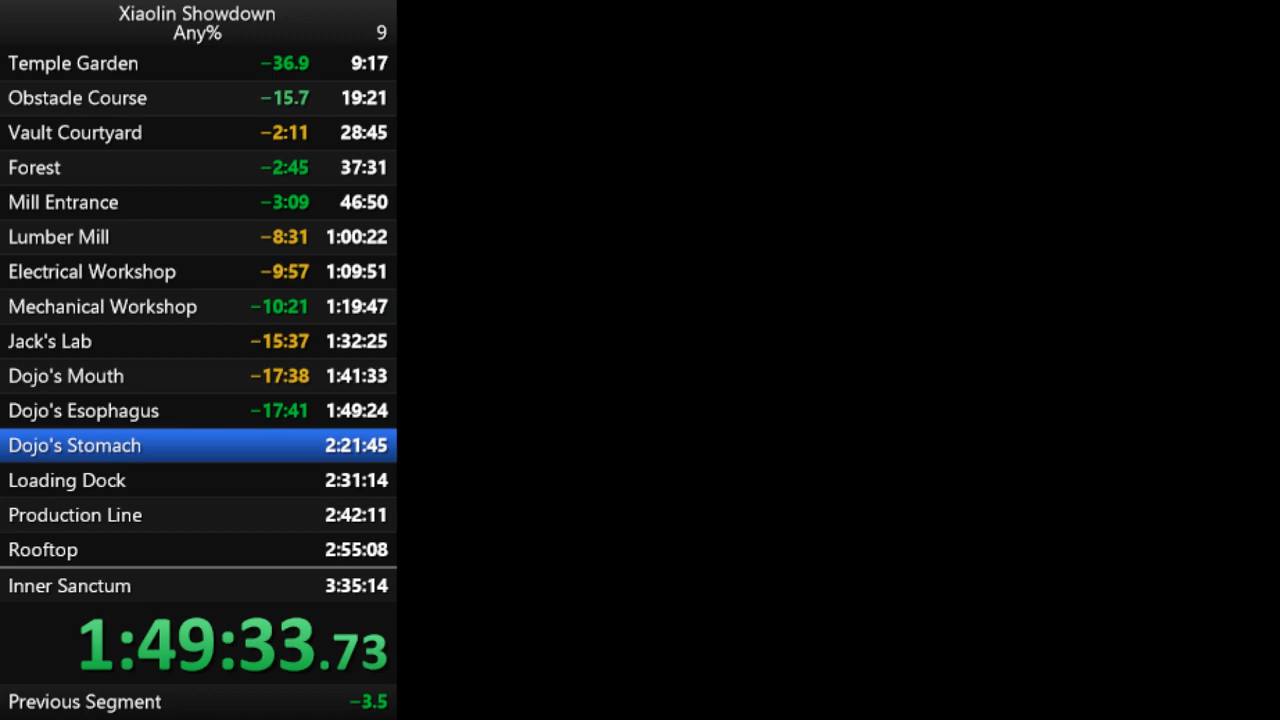 Xiaolin Showdown
Any% 9
Temple Garden −36.9 9:17
Obstacle Course −15.7 19:21
Vault Courtyard −2:11 28:45
Forest −2:45 37:31
Mill Entrance −3:09 46:50
Lumber Mill −8:31 1:00:22
Electrical Workshop −9:57 1:09:51
Mechanical Workshop −10:21 1:19:47
Jack's Lab −15:37 1:32:25
Dojo's Mouth −17:38 1:41:33
Dojo's Esophagus −17:41 1:49:24
Dojo's Stomach 2:21:45
Loading Dock 2:31:14
Production Line 2:42:11
Rooftop 2:55:08
Inner Sanctum 3:35:14
1:49:33.73
Previous Segment −3.5